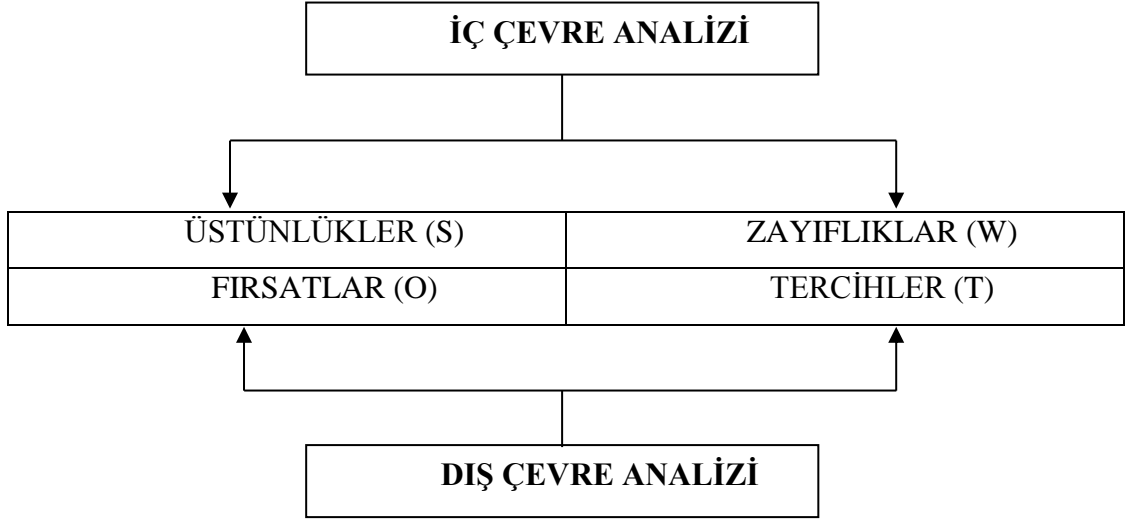 İÇ ÇEVRE ANALİZİ
ÜSTÜNLÜKLER (S)
ZAYIFLIKLAR (W)
FIRSATLAR (O)
TERCİHLER (T)
DIŞ ÇEVRE ANALİZİ